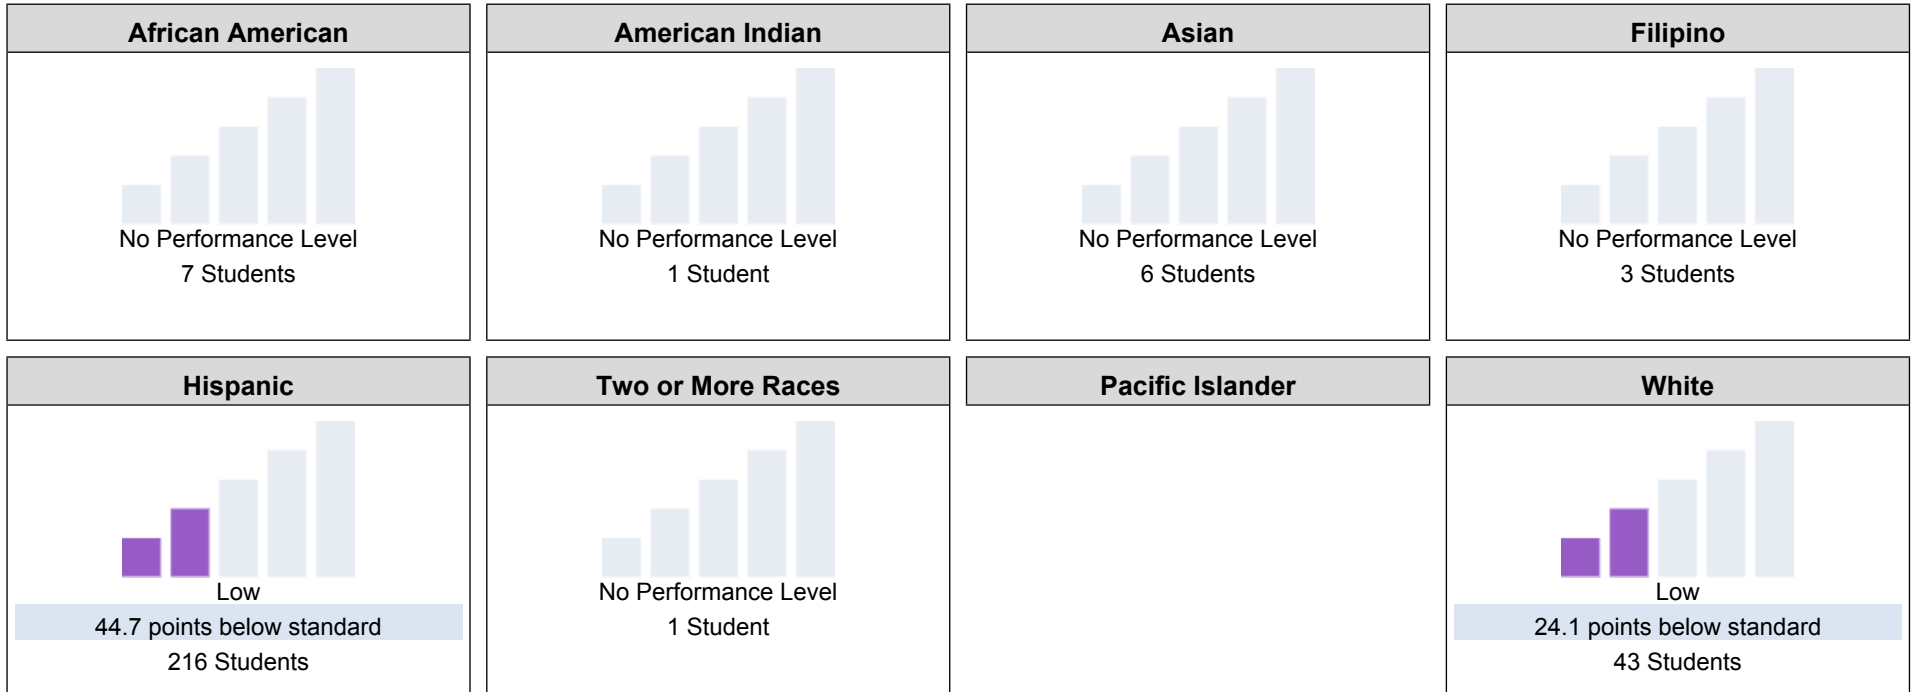 African American
No Performance Level
7 Students
American Indian
No Performance Level
1 Student
Asian
No Performance Level
6 Students
Filipino
No Performance Level
3 Students
Hispanic
Low
44.7 points below standard
216 Students
Two or More Races
No Performance Level
1 Student
Pacific Islander
White
Low
24.1 points below standard
43 Students